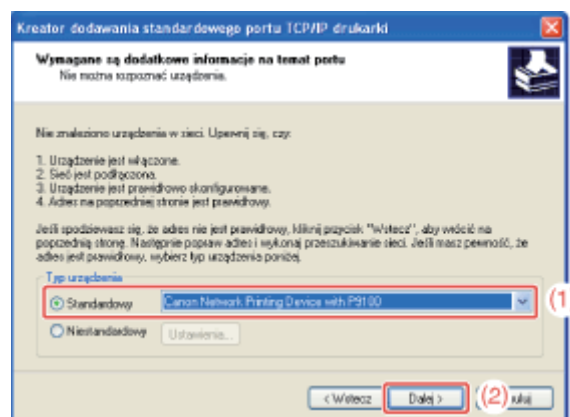 Kreator dodawania standardowego portu TCP/IP drukarki
Wymagane są dodatkowe informacje na temat portu
Nie można rozpoznać urządzenia.
Nie znaleziono urządzenia w sieci. Upewnij się, czy:
1. Urządzenie jest włączone.
2. Sieć jest podłączona.
3. Urządzenie jest prawidłowo skonfigurowane.
4. Adres na poprzedniej stronie jest prawidłowy.
Jeśli spodziewasz się, że adres nie jest prawidłowy, kliknij przycisk "Wstecz", aby wrócić na
poprzednią stronę. Następnie popraw adres i wykonaj przeszukiwanie sieci. Jeśli masz pewność, że
adres jest prawidłowy, wybierz typ urządzenia poniżej.
Typ urządzenia
Standardowy Canon Network Printing Device with P9100 (1
Niestandardowy Ustawienia...
< Wstecz Dalej > (2)